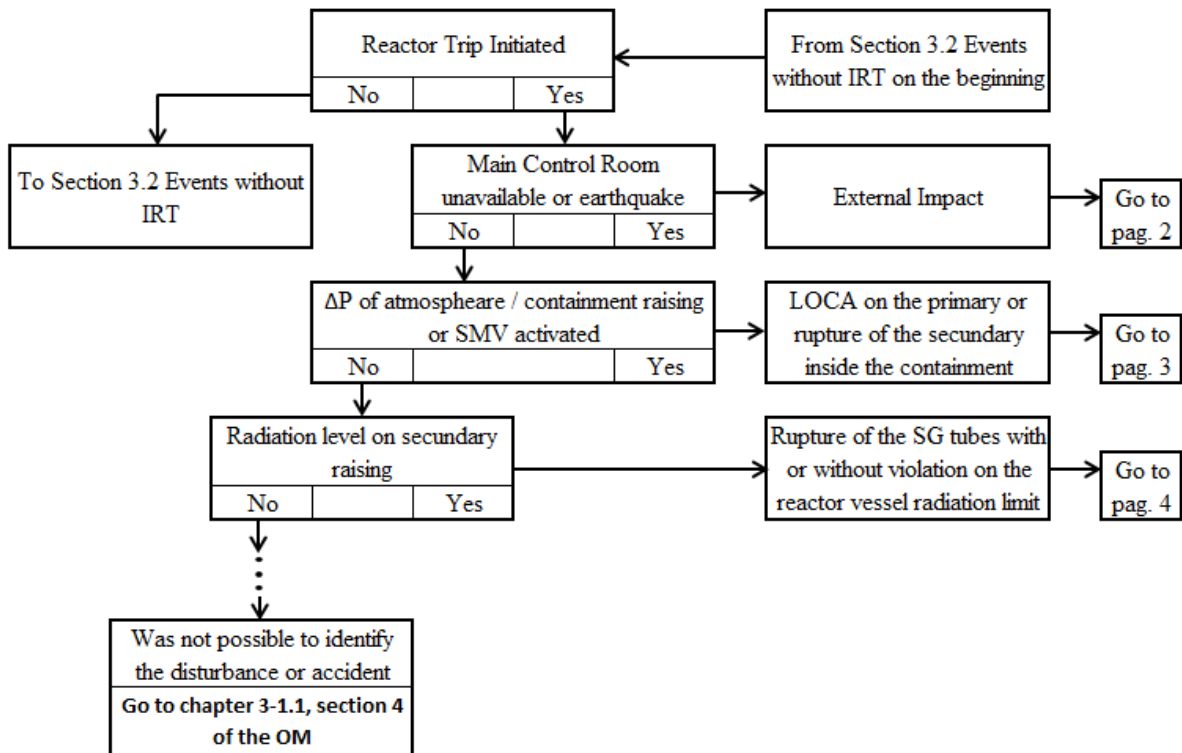 Reactor Trip Initiated
No
Yes
From Section 3.2 Events
without IRT on the beginning
To Section 3.2 Events without
IRT
Main Control Room
unavailable or earthquake
No
Yes
External Impact
Go to
pag. 2
ΔP of atmospheare / containment raising
or SMV activated
No
Yes
LOCA on the primary or
rupture of the secundary
inside the containment
Go to
pag. 3
Radiation level on secundary
raising
No
Yes
Rupture of the SG tubes with
or without violation on the
reactor vessel radiation limit
Go to
pag. 4
Was not possible to identify
the disturbance or accident
Go to chapter 3-1.1, section 4
of the OM